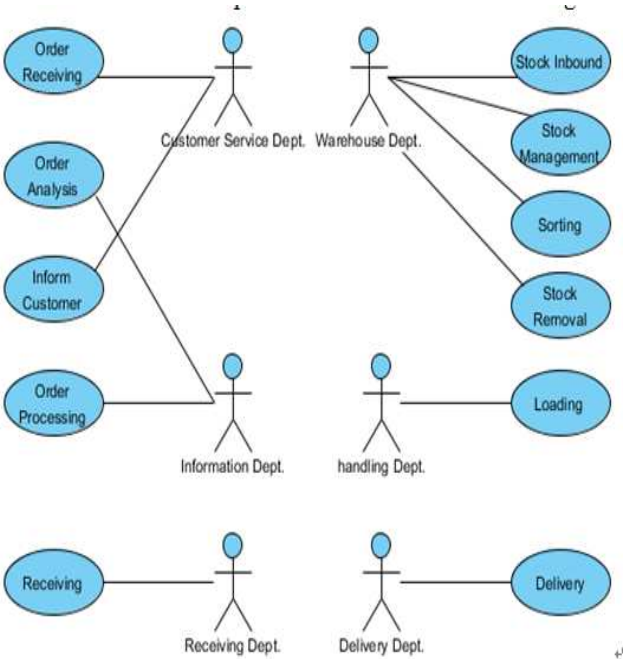 Order
Receiving
Stock Inbound
Customer Service Dept.
Warehouse Dept.
Stock
Management
Order
Analysis
Sorting
Inform
Customer
Stock
Removal
Order
Processing
Loading
Information Dept.
handling Dept.
Receiving
Delivery
Receiving Dept.
Delivery Dept.